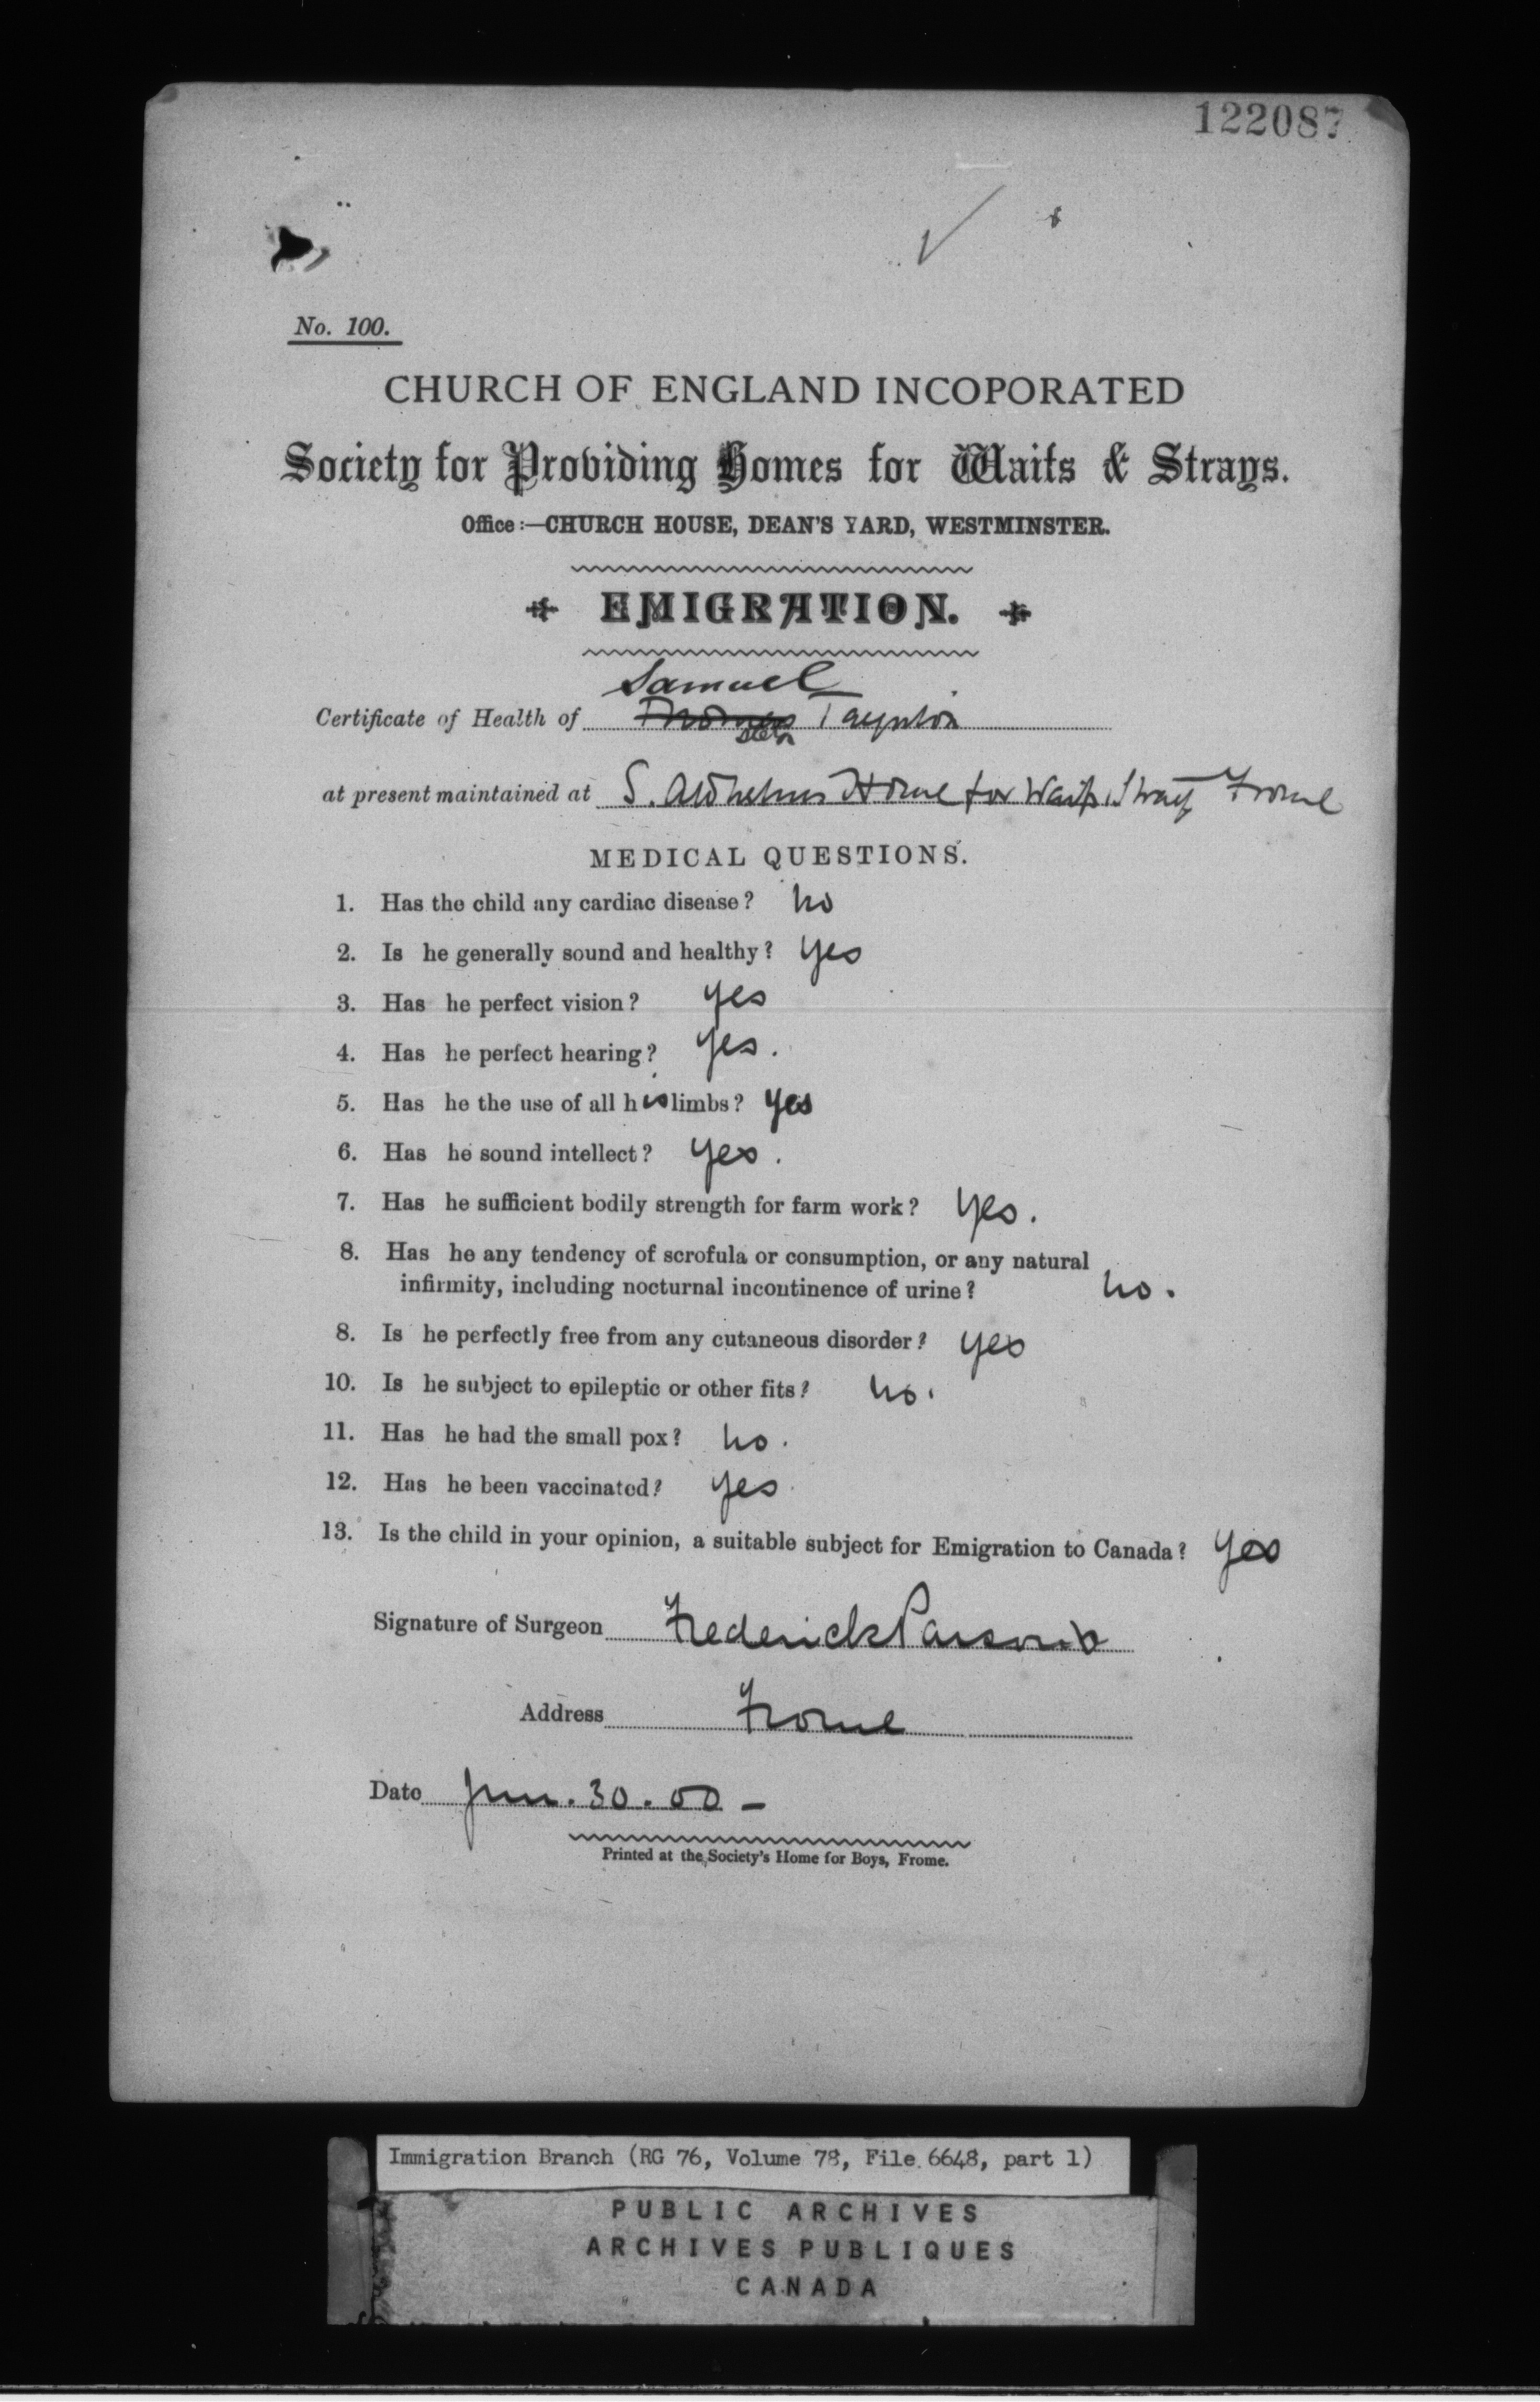 122087
No. 100.
CHURCH OF ENGLAND INCOPORATED
Society for Providing Homes for Waifs & Strays.
Office:—CHURCH HOUSE, DEAN'S YARD, WESTMINSTER.
EMIGRATION.
Samuel
Certificate of Health of Thomas Taynton
at present maintained at S. Aldhelms Home for Waifs & Strays Frome
MEDICAL QUESTIONS.
1. Has the child any cardiac disease? no
2. Is he generally sound and healthy? yes
3. Has he perfect vision? yes
4. Has he perfect hearing? yes.
5. Has he the use of all his limbs? yes
6. Has he sound intellect? yes.
7. Has he sufficient bodily strength for farm work? yes.
8. Has he any tendency of scrofula or consumption, or any natural
infirmity, including nocturnal incontinence of urine? no.
8. Is he perfectly free from any cutaneous disorder? yes
10. Is he subject to epileptic or other fits? no.
11. Has he had the small pox? no.
12. Has he been vaccinated? yes
13. Is the child in your opinion, a suitable subject for Emigration to Canada? yes
Signature of Surgeon Frederick Parsons
Address Frome
Date Jun. 30. 00 –
Printed at the Society's Home for Boys, Frome.
Immigration Branch (RG 76, Volume 78, File 6648, part 1)
PUBLIC ARCHIVES
ARCHIVES PUBLIQUES
CANADA